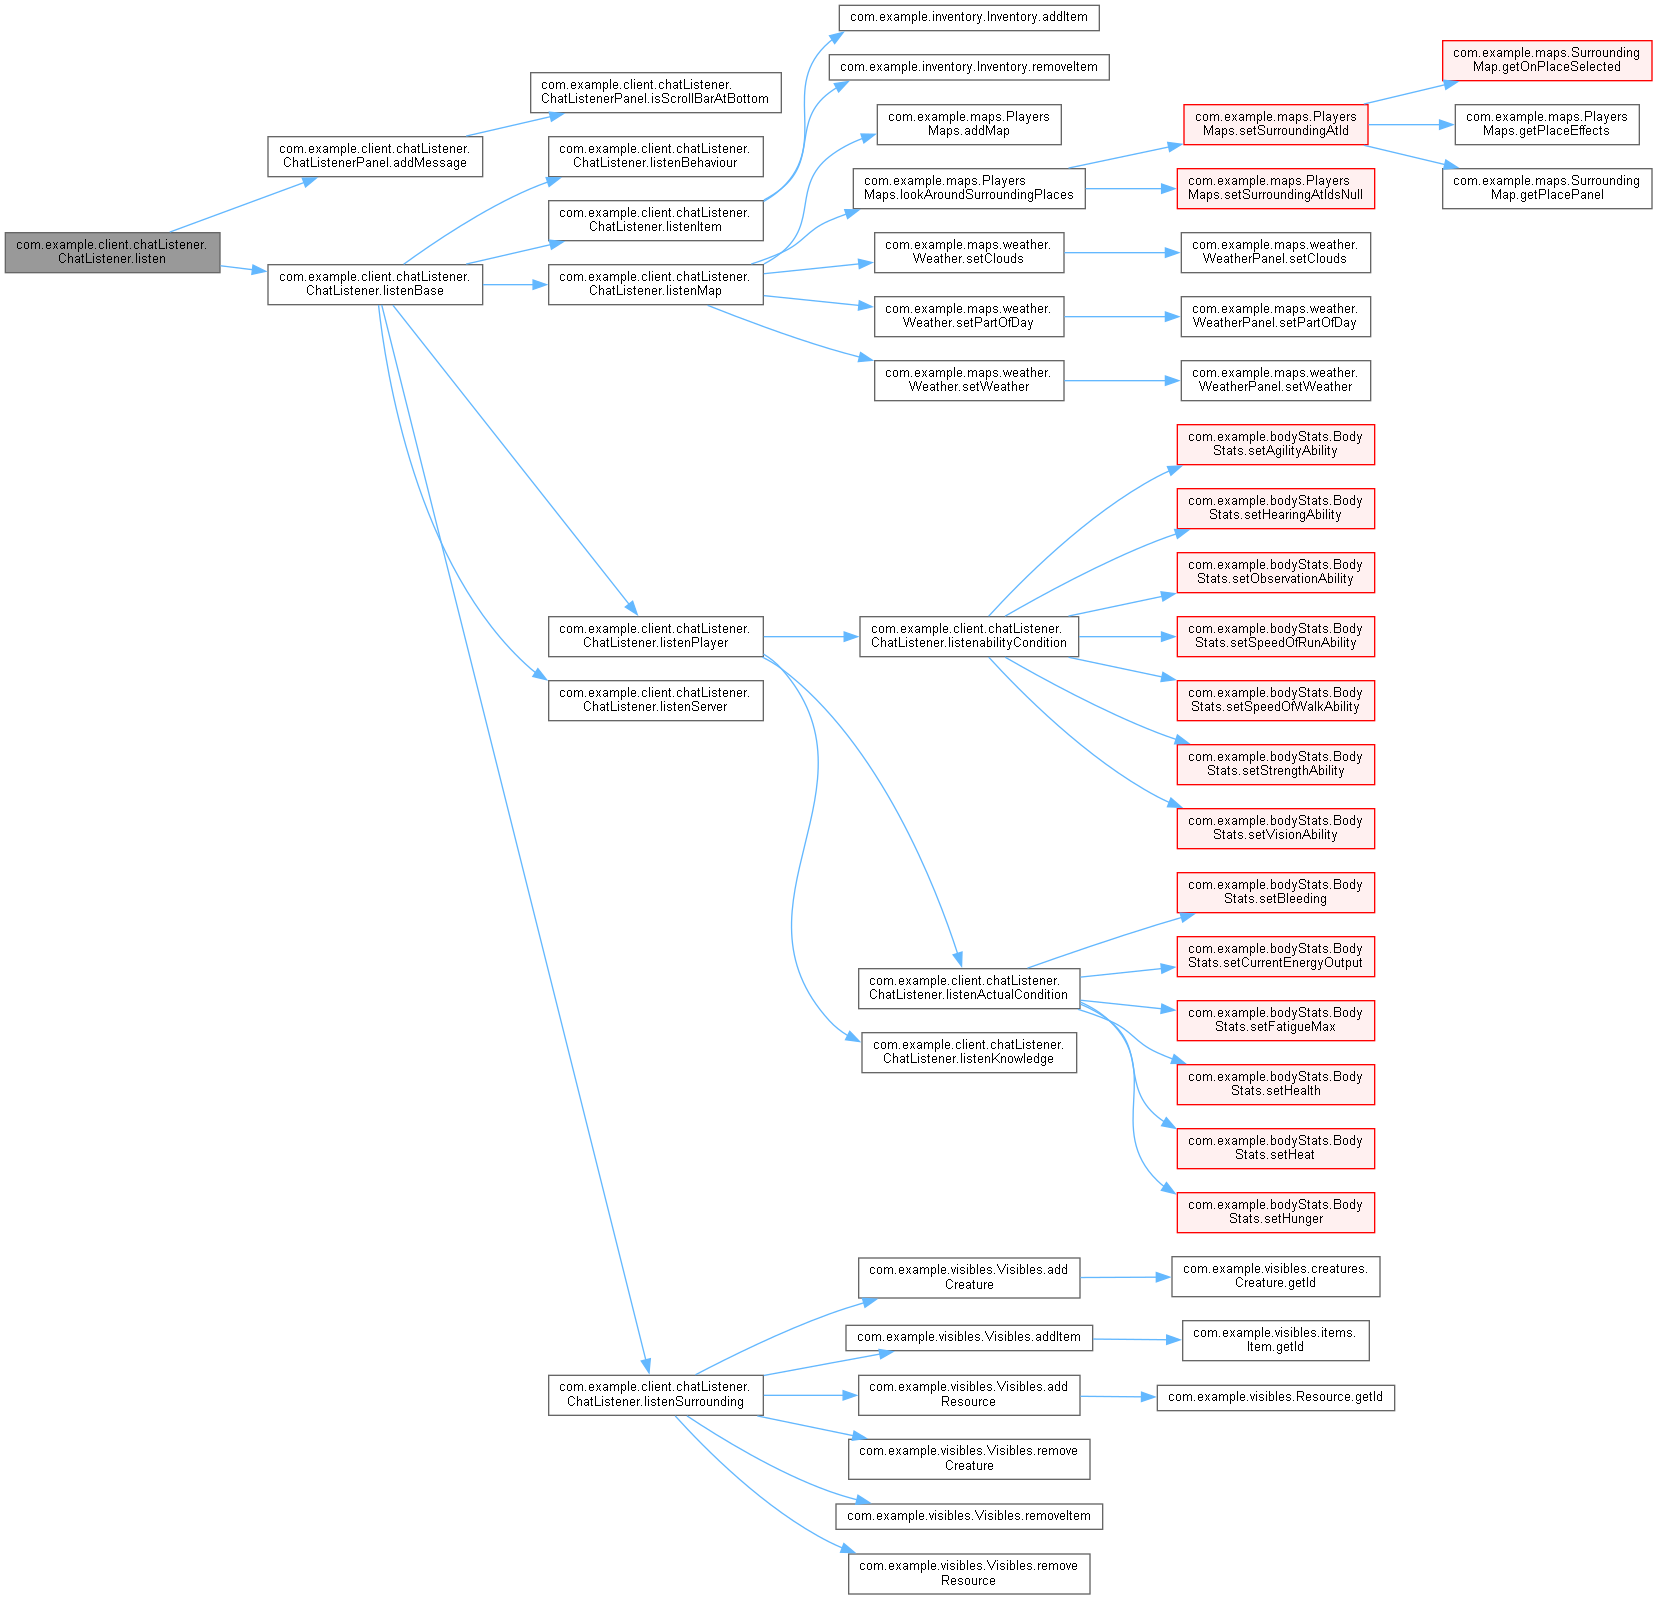 com.example.client.chatListener.
ChatListener.listen
com.example.client.chatListener.
ChatListenerPanel.addMessage
com.example.client.chatListener.
ChatListenerPanel.isScrollBarAtBottom
com.example.client.chatListener.
ChatListener.listenBase
com.example.client.chatListener.
ChatListener.listenBehaviour
com.example.client.chatListener.
ChatListener.listenItem
com.example.inventory.Inventory.addItem
com.example.inventory.Inventory.removeItem
com.example.client.chatListener.
ChatListener.listenMap
com.example.maps.Players
Maps.addMap
com.example.maps.Players
Maps.lookAroundSurroundingPlaces
com.example.maps.Players
Maps.setSurroundingAtId
com.example.maps.Surrounding
Map.getOnPlaceSelected
com.example.maps.Players
Maps.getPlaceEffects
com.example.maps.Surrounding
Map.getPlacePanel
com.example.maps.Players
Maps.setSurroundingAtIdsNull
com.example.maps.weather.
Weather.setClouds
com.example.maps.weather.
WeatherPanel.setClouds
com.example.maps.weather.
Weather.setPartOfDay
com.example.maps.weather.
WeatherPanel.setPartOfDay
com.example.maps.weather.
Weather.setWeather
com.example.maps.weather.
WeatherPanel.setWeather
com.example.client.chatListener.
ChatListener.listenPlayer
com.example.client.chatListener.
ChatListener.listenabilityCondition
com.example.bodyStats.Body
Stats.setAgilityAbility
com.example.bodyStats.Body
Stats.setHearingAbility
com.example.bodyStats.Body
Stats.setObservationAbility
com.example.bodyStats.Body
Stats.setSpeedOfRunAbility
com.example.bodyStats.Body
Stats.setSpeedOfWalkAbility
com.example.bodyStats.Body
Stats.setStrengthAbility
com.example.bodyStats.Body
Stats.setVisionAbility
com.example.client.chatListener.
ChatListener.listenActualCondition
com.example.bodyStats.Body
Stats.setBleeding
com.example.bodyStats.Body
Stats.setCurrentEnergyOutput
com.example.bodyStats.Body
Stats.setFatigueMax
com.example.bodyStats.Body
Stats.setHealth
com.example.bodyStats.Body
Stats.setHeat
com.example.bodyStats.Body
Stats.setHunger
com.example.client.chatListener.
ChatListener.listenKnowledge
com.example.client.chatListener.
ChatListener.listenServer
com.example.client.chatListener.
ChatListener.listenSurrounding
com.example.visibles.Visibles.add
Creature
com.example.visibles.creatures.
Creature.getId
com.example.visibles.Visibles.addItem
com.example.visibles.items.
Item.getId
com.example.visibles.Visibles.add
Resource
com.example.visibles.Resource.getId
com.example.visibles.Visibles.remove
Creature
com.example.visibles.Visibles.removeItem
com.example.visibles.Visibles.remove
Resource